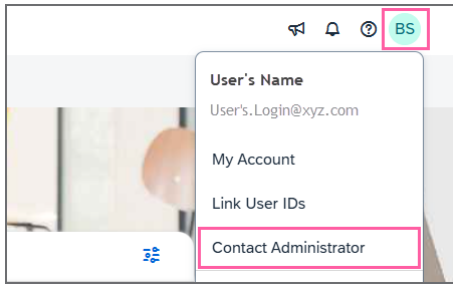 BS
User's Name
User's.Login@xyz.com
My Account
Link User IDs
Contact Administrator